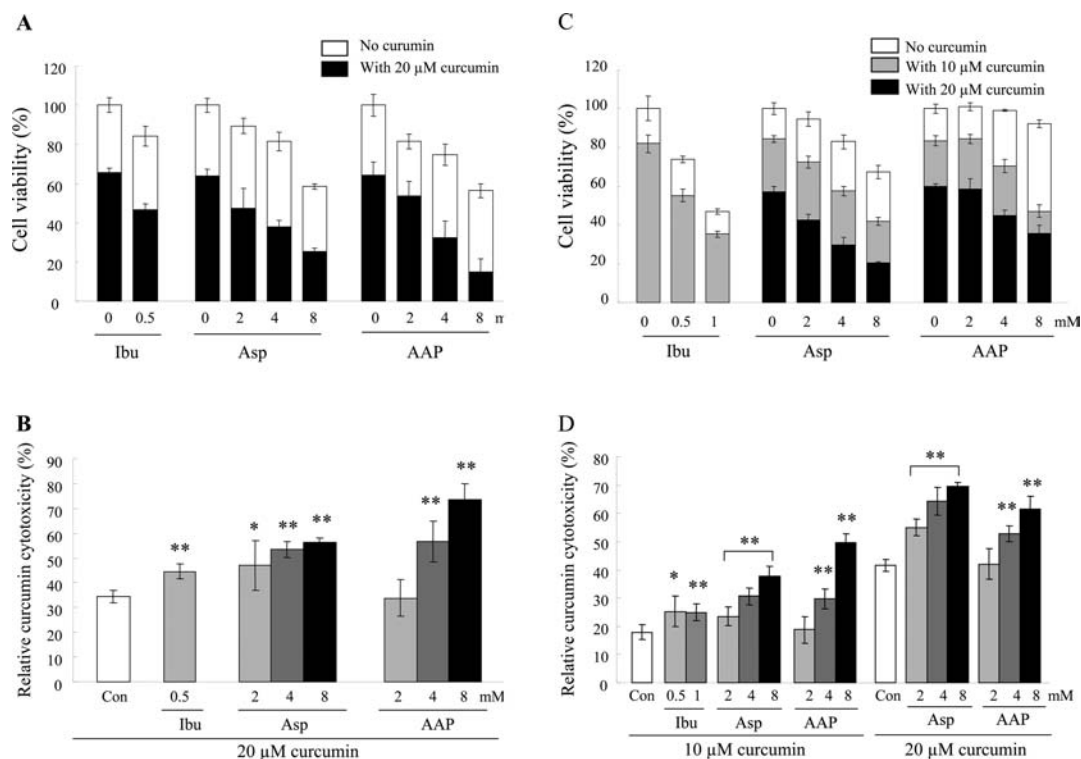 A
No curumin
With 20 µM curcumin
120
100
80
60
40
20
0
Cell viability (%)
0 0.5 0 2 4 8 0 2 4 8 m
Ibu Asp AAP
C
No curcumin
With 10 µM curcumin
With 20 µM curcumin
120
100
80
60
40
20
0
Cell viability (%)
0 0.5 1 0 2 4 8 0 2 4 8 mM
Ibu Asp AAP
B
90
80
70
60
50
40
30
20
10
0
Relative curcumin cytotoxicity (%)
** * ** ** ** **
Con 0.5 2 4 8 2 4 8 mM
Ibu Asp AAP
20 µM curcumin
D
80
70
60
50
40
30
20
10
0
Relative curcumin cytotoxicity (%)
* ** ** ** ** ** ** **
Con 0.5 1 2 4 8 2 4 8 Con 2 4 8 2 4 8 mM
Ibu Asp AAP Asp AAP
10 µM curcumin 20 µM curcumin